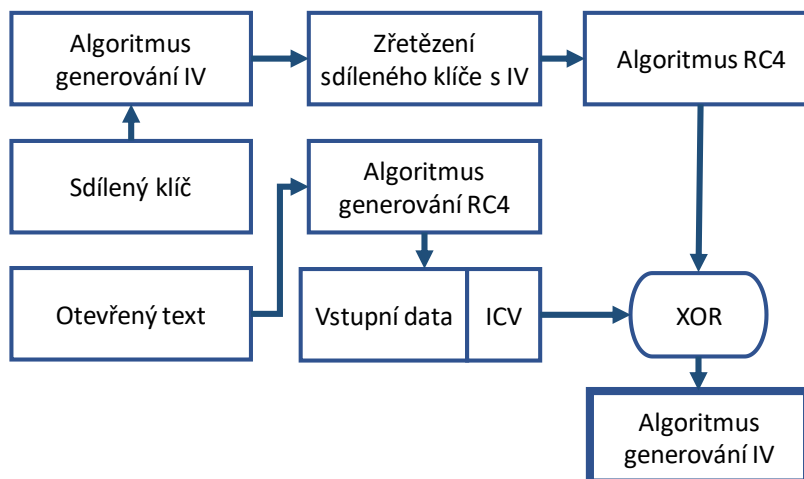 Algoritmus
generování IV
Zřetězení
sdíleného klíče s IV
Algoritmus RC4
Sdílený klíč
Algoritmus
generování RC4
Otevřený text
Vstupní data
ICV
XOR
Algoritmus
generování IV